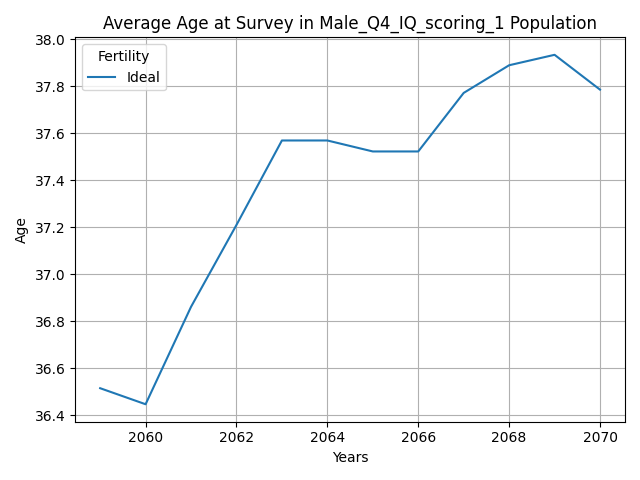 Average Age at Survey in Male_Q4_IQ_scoring_1 Population
Fertility
Ideal
38.0
37.8
37.6
37.4
37.2
37.0
36.8
36.6
36.4
Age
2060 2062 2064 2066 2068 2070
Years